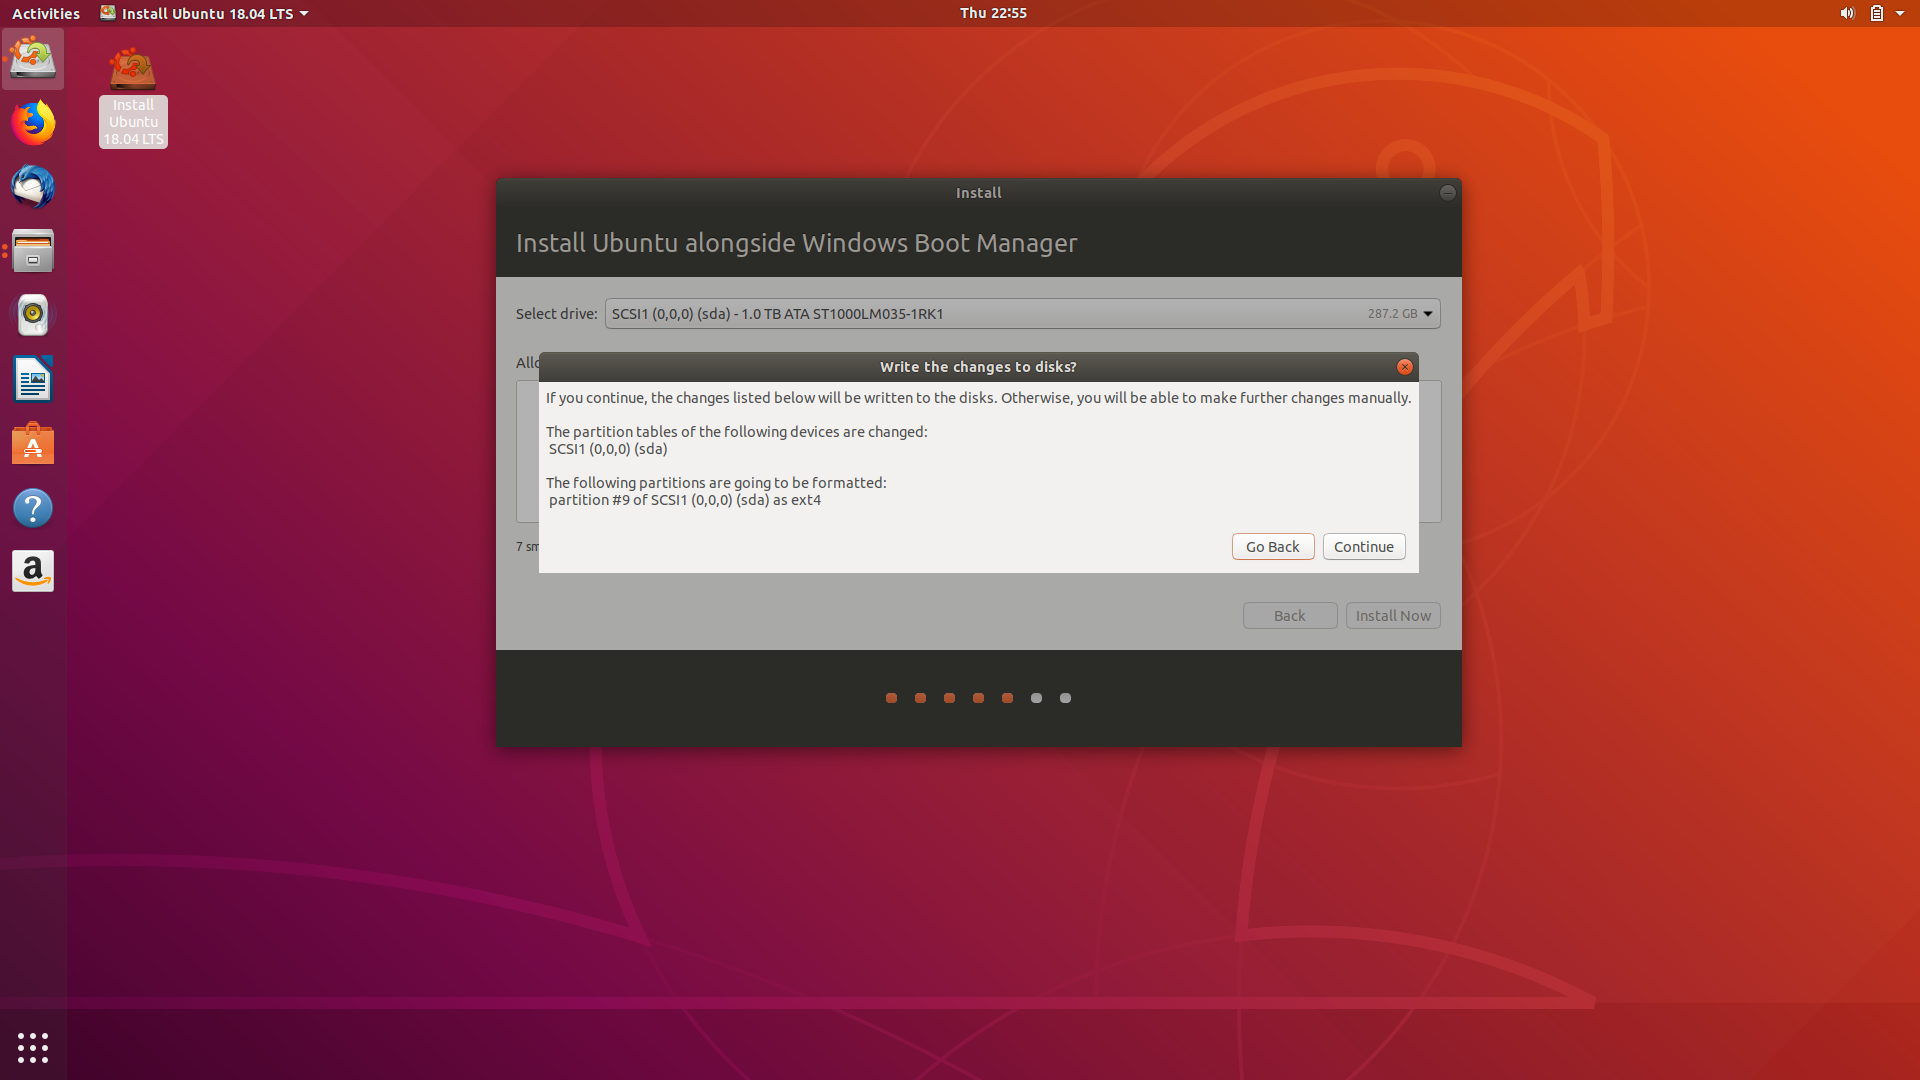 Activities
Install Ubuntu 18.04 LTS
Thu 22:55
Install
Ubuntu
18.04 LTS
Install
Install Ubuntu alongside Windows Boot Manager
Select drive:
SCSI1 (0,0,0) (sda) - 1.0 TB ATA ST1000LM035-1RK1
287.2 GB
Write the changes to disks?
If you continue, the changes listed below will be written to the disks. Otherwise, you will be able to make further changes manually.
The partition tables of the following devices are changed:
SCSI1 (0,0,0) (sda)
The following partitions are going to be formatted:
partition #9 of SCSI1 (0,0,0) (sda) as ext4
Go Back
Continue
7 sm
Back
Install Now